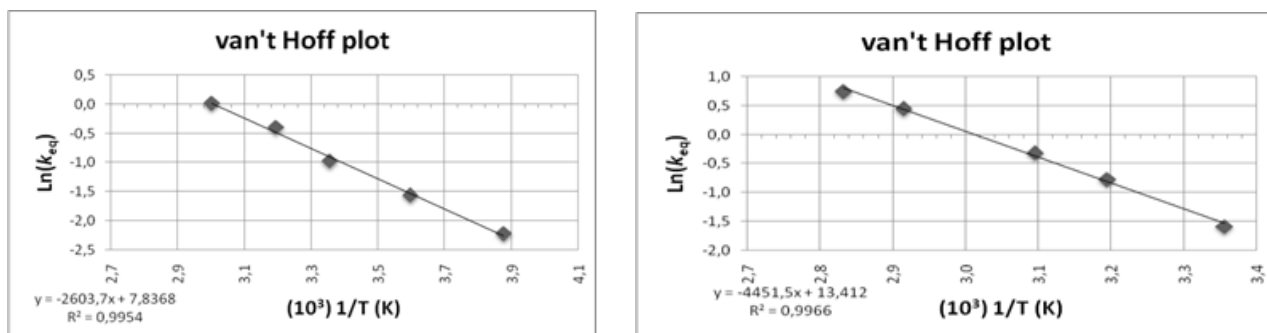 van't Hoff plot
0,5
0,0
-0,5
-1,0
-1,5
-2,0
-2,5
Ln(keq)
2,7 2,9 3,1 3,3 3,5 3,7 3,9 4,1
y = -2603,7x + 7,8368
R² = 0,9954
(10³) 1/T (K)
van't Hoff plot
1,0
0,5
0,0
-0,5
-1,0
-1,5
-2,0
Ln(keq)
2,7 2,8 2,9 3,0 3,1 3,2 3,3 3,4
y = -4451,5x + 13,412
R² = 0,9966
(10³) 1/T (K)